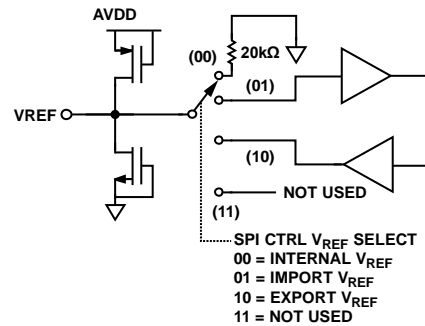 AVDD
(00)
20kΩ
(01)
VREF
(10)
NOT USED
(11)
SPI CTRL VREF SELECT
00 = INTERNAL VREF
01 = IMPORT VREF
10 = EXPORT VREF
11 = NOT USED